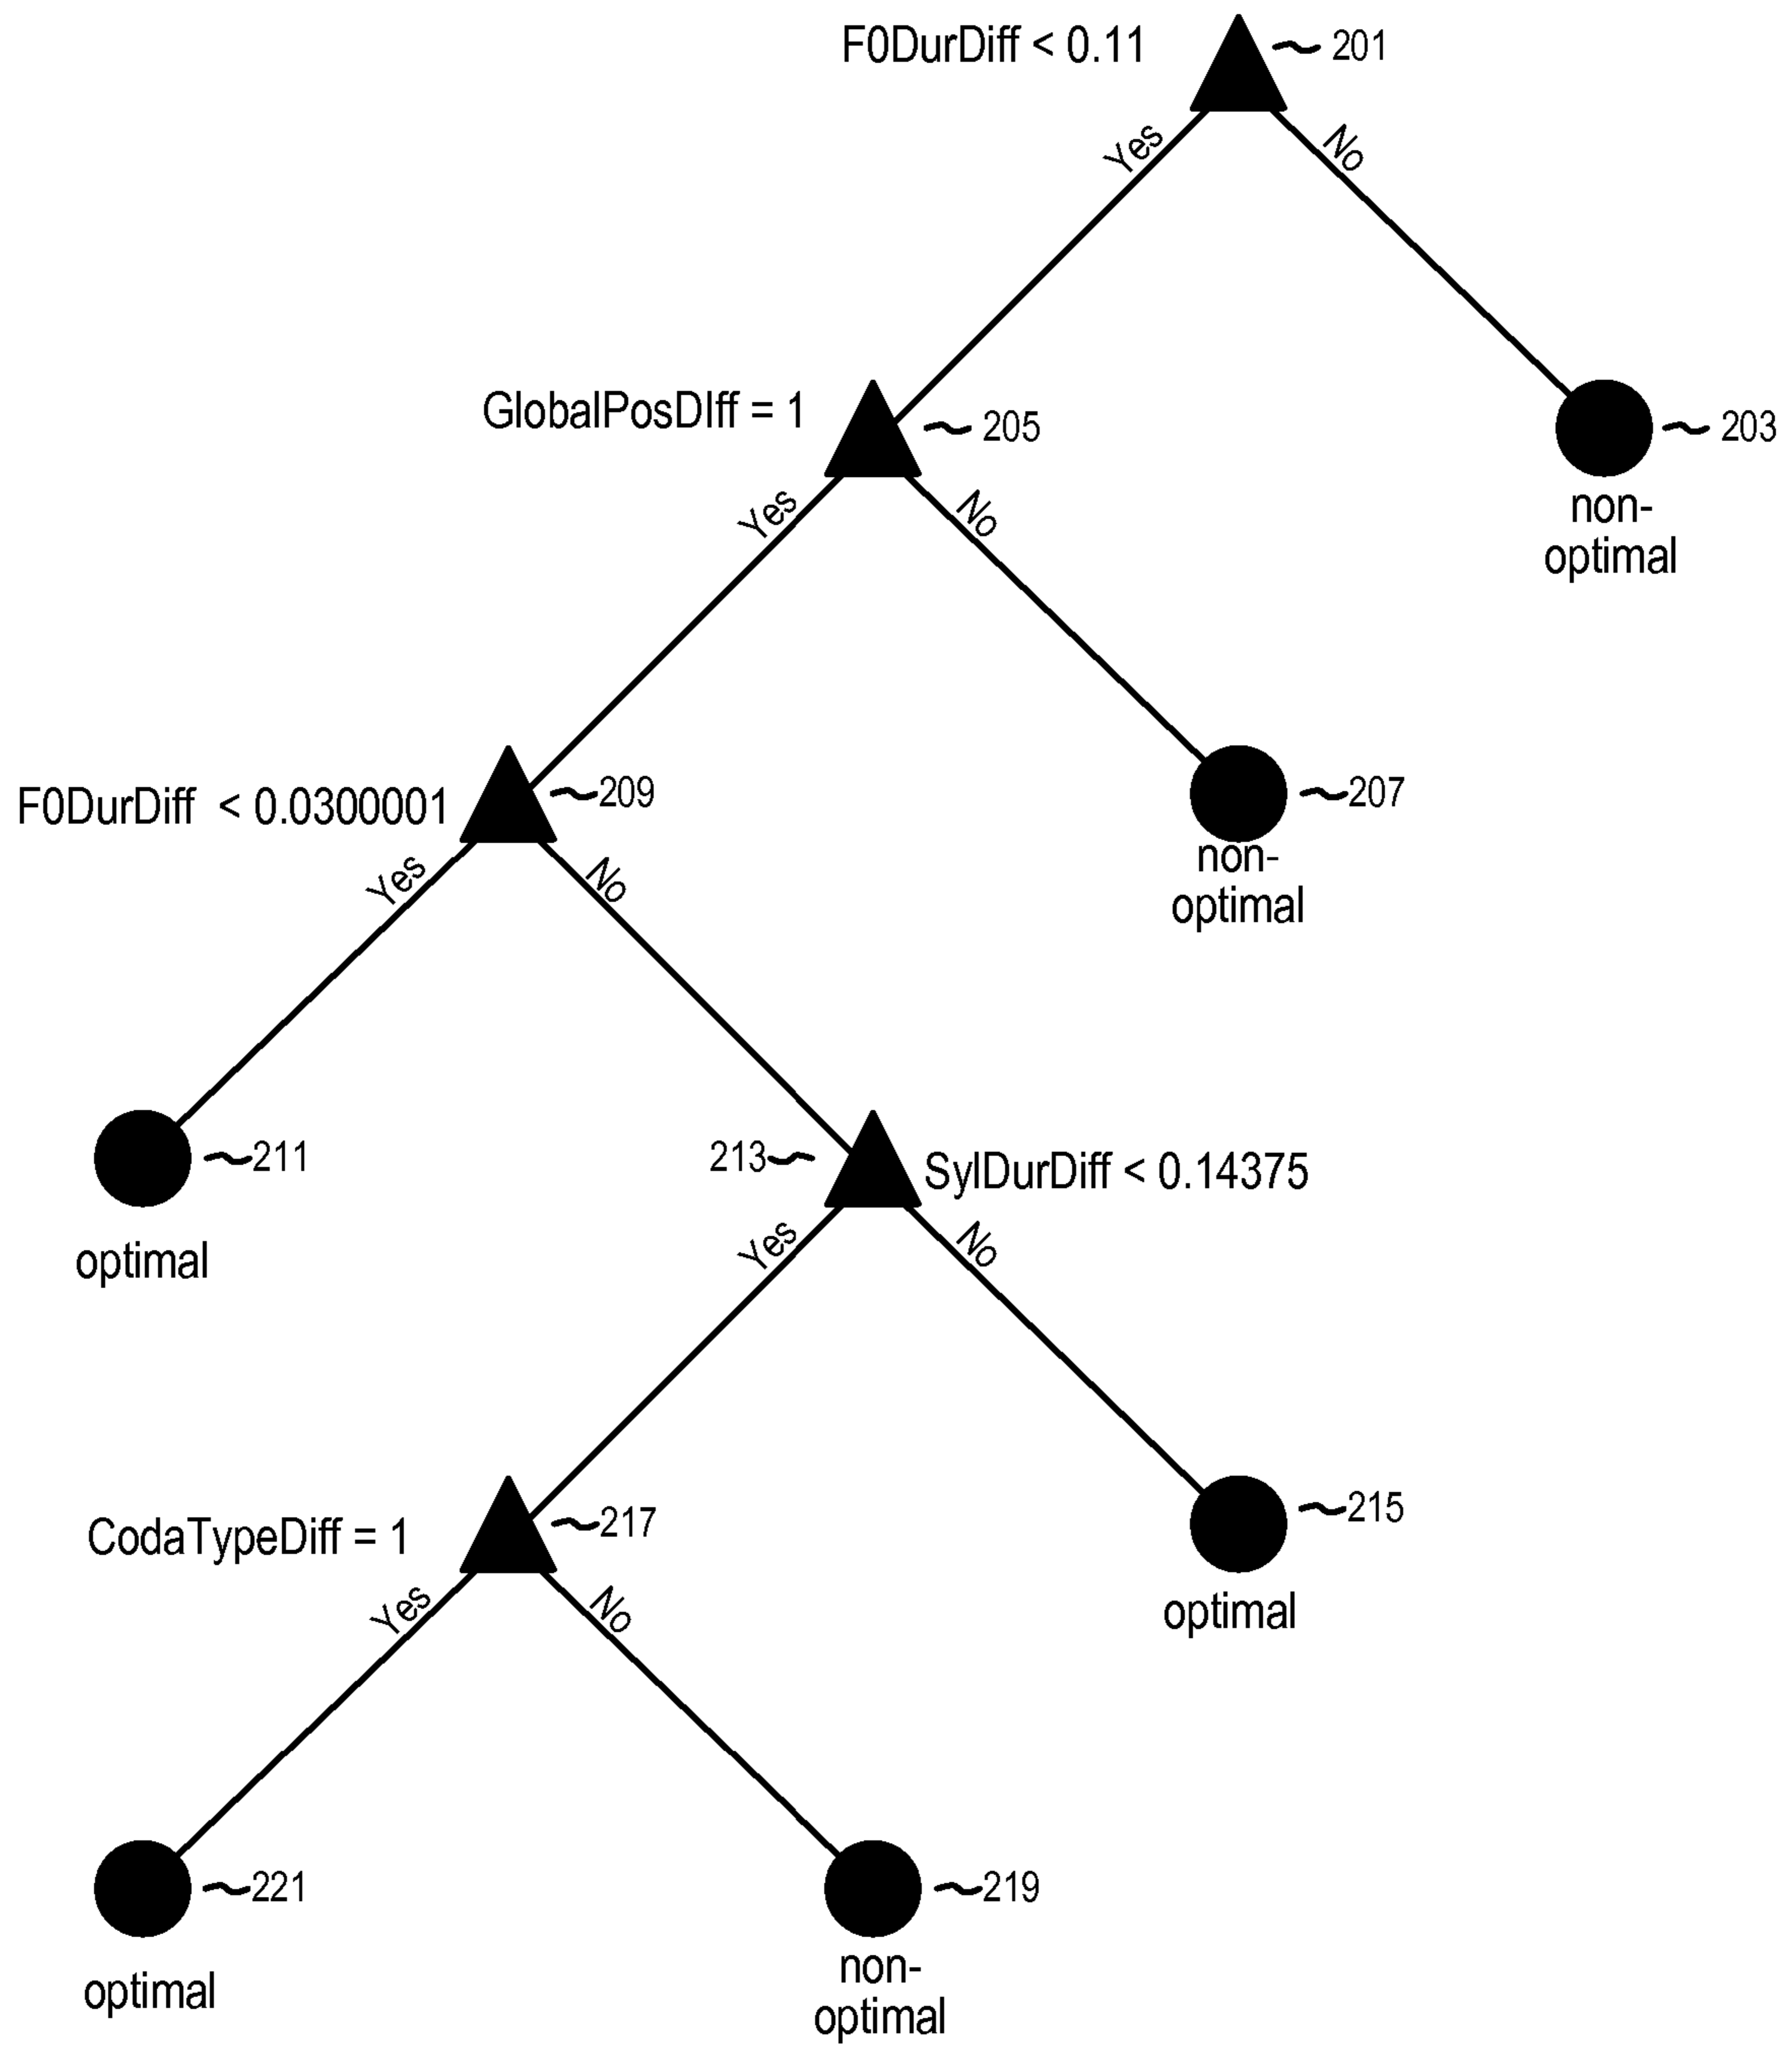 F0DurDiff < 0.11
201
Yes
No
GlobalPosDIff = 1
205
203
non-
optimal
Yes
No
F0DurDiff < 0.0300001
209
207
non-
optimal
Yes
No
211
optimal
213
SylDurDiff < 0.14375
Yes
No
CodaTypeDiff = 1
217
215
optimal
Yes
No
221
optimal
219
non-
optimal